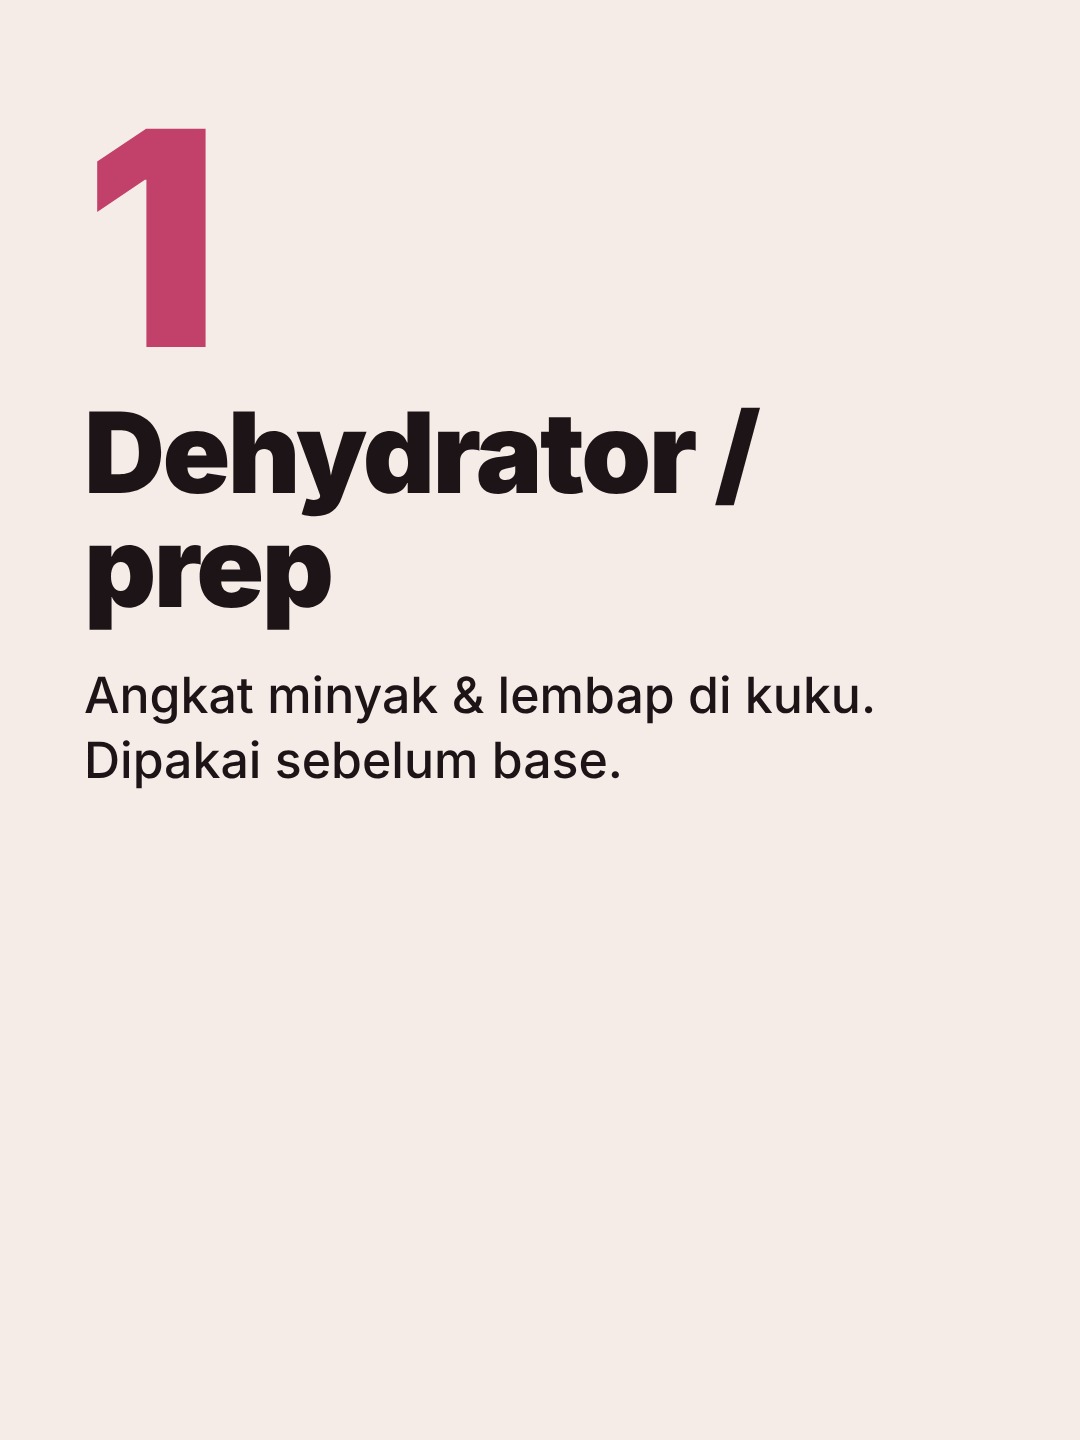 1
Dehydrator /
prep
Angkat minyak & lembap di kuku.
Dipakai sebelum base.